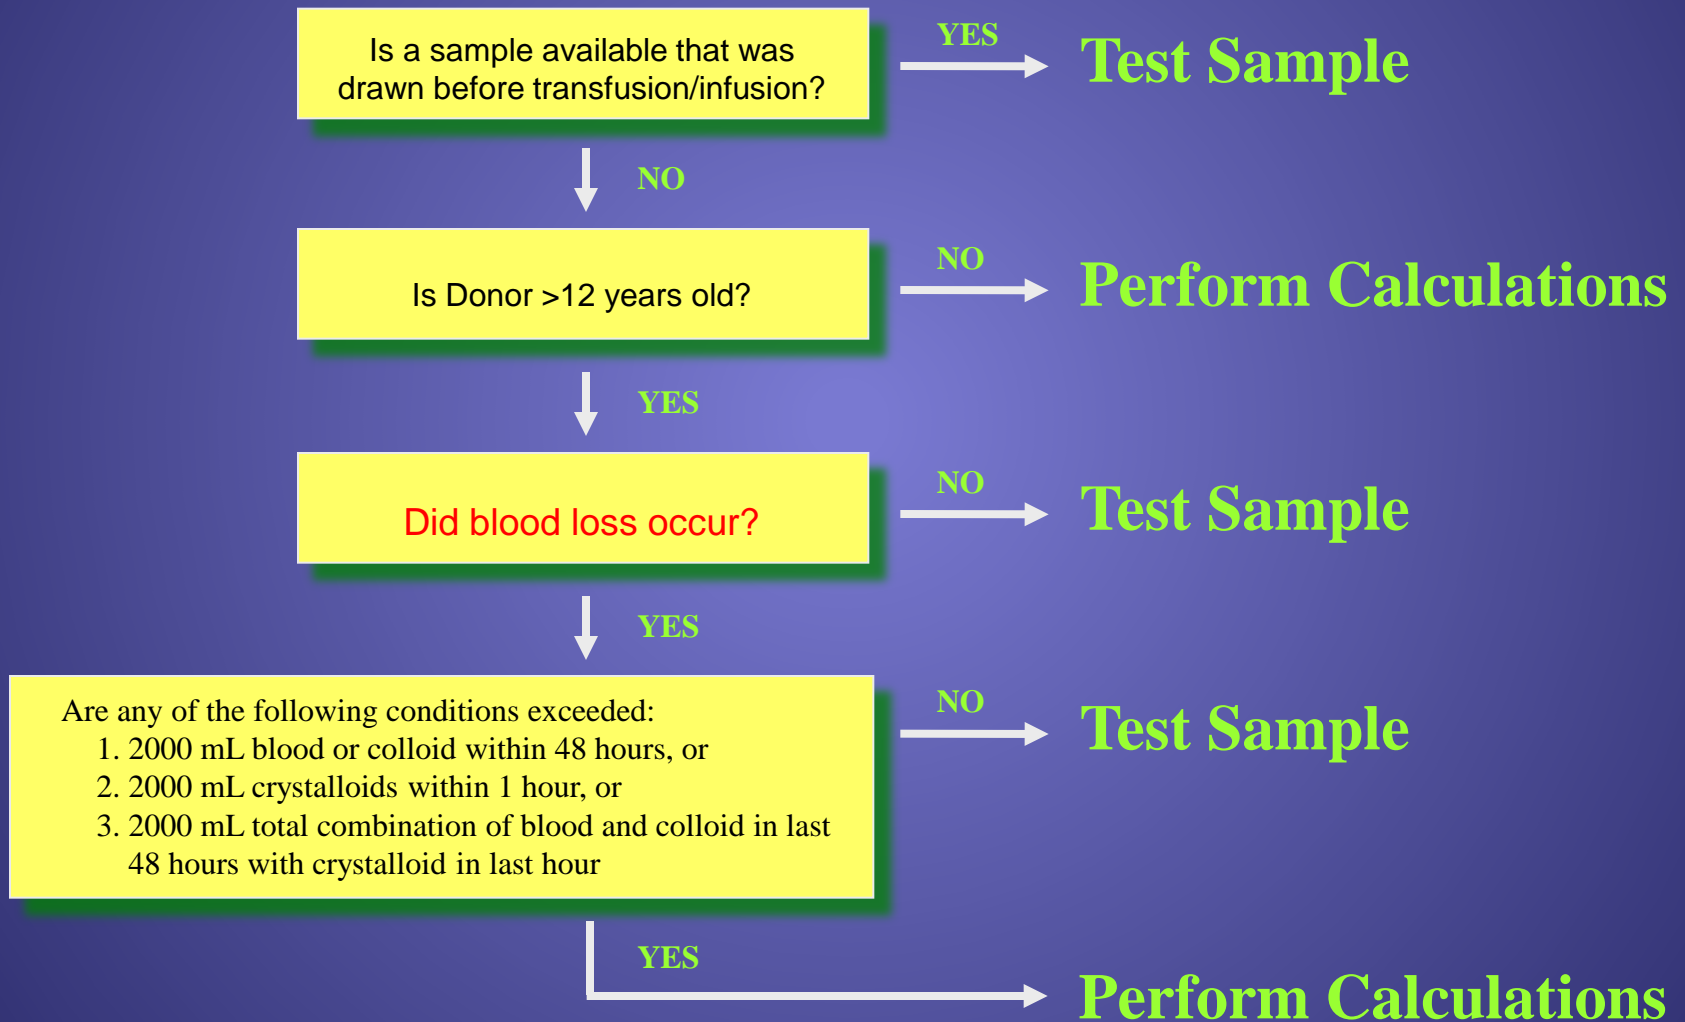 Is a sample available that was
drawn before transfusion/infusion?
YES
Test Sample
NO
Is Donor >12 years old?
NO
Perform Calculations
YES
Did blood loss occur?
NO
Test Sample
YES
Are any of the following conditions exceeded:
1. 2000 mL blood or colloid within 48 hours, or
2. 2000 mL crystalloids within 1 hour, or
3. 2000 mL total combination of blood and colloid in last
48 hours with crystalloid in last hour
NO
Test Sample
YES
Perform Calculations